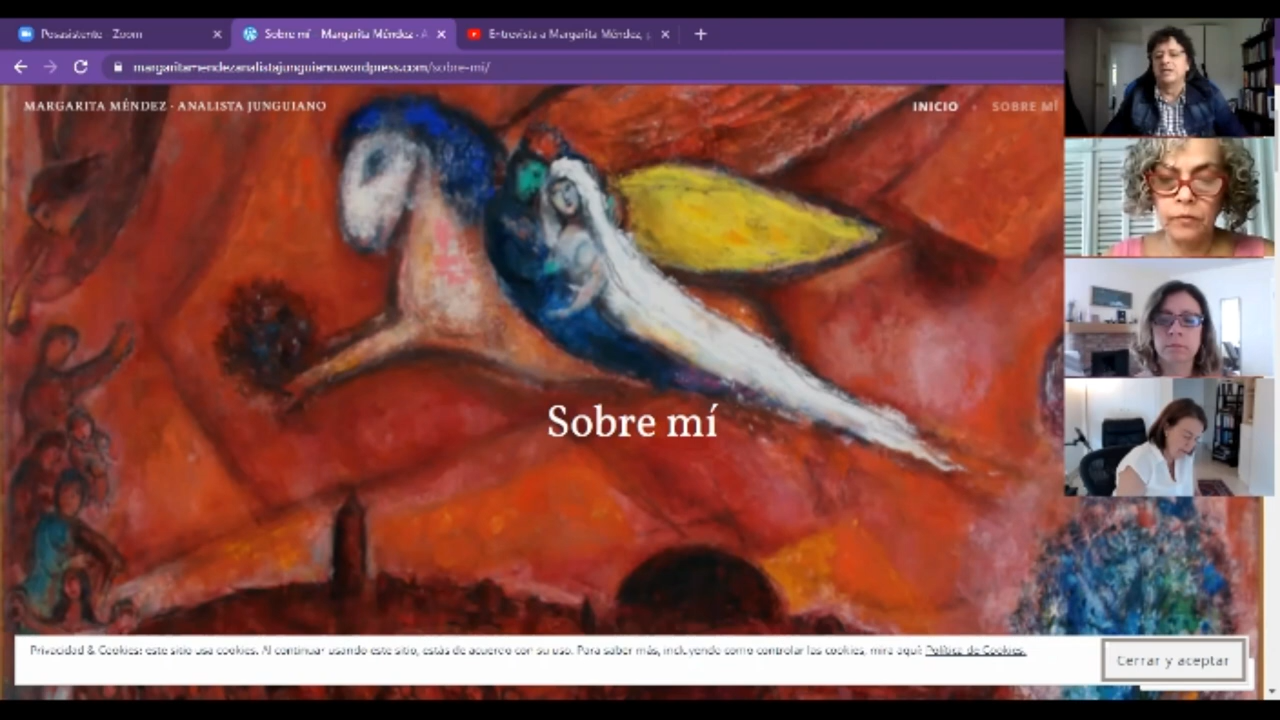 Posasistente - Zoom
Sobre mí - Margarita Méndez - A
Entrevista a Margarita Méndez,
margaritamendezanalistajunguiano.wordpress.com/sobre-mi/
MARGARITA MÉNDEZ - ANALISTA JUNGUIANO
INICIO
SOBRE MÍ
Sobre mí
Privacidad & Cookies: este sitio usa cookies. Al continuar usando este sitio, estás de acuerdo con su uso. Para saber más, incluyendo como controlar las cookies, mira aquí: Política de Cookies.
Cerrar y aceptar